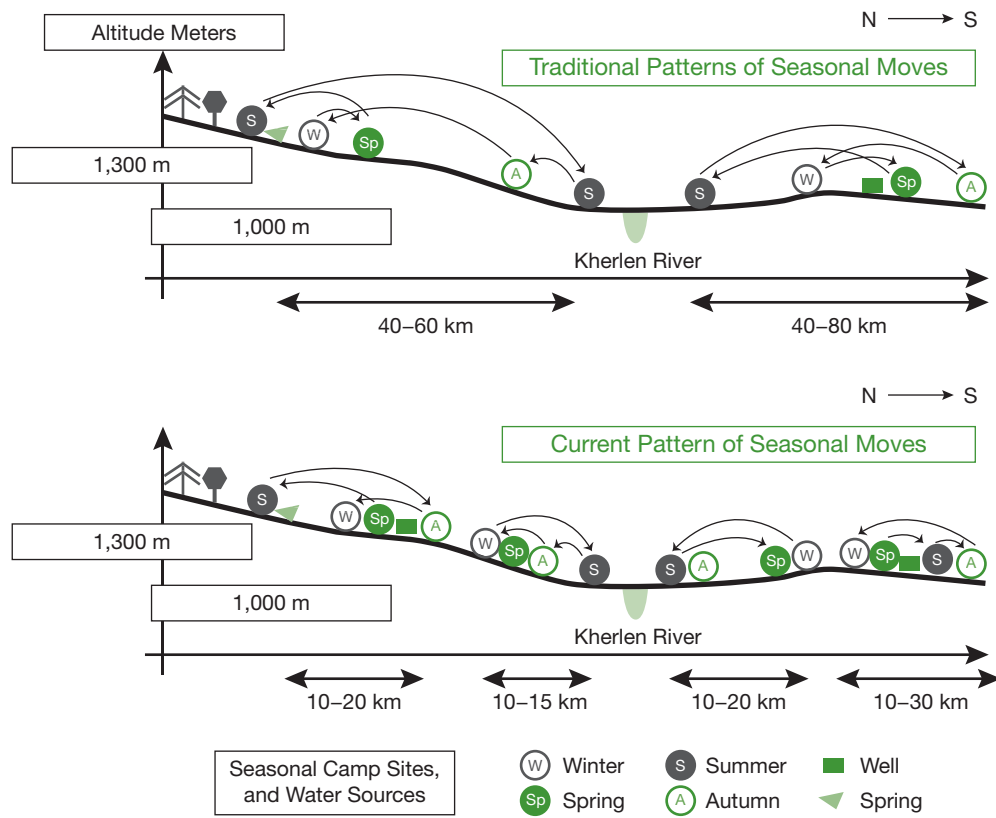 Altitude Meters
N S
Traditional Patterns of Seasonal Moves
S W Sp A S S W Sp A
1,300 m
1,000 m
Kherlen River
40–60 km 40–80 km
N S
Current Pattern of Seasonal Moves
S W Sp A W Sp A S S A Sp W W Sp S A
1,300 m
1,000 m
Kherlen River
10–20 km 10–15 km 10–20 km 10–30 km
Seasonal Camp Sites,
and Water Sources
W Winter S Summer Well
Sp Spring A Autumn Spring